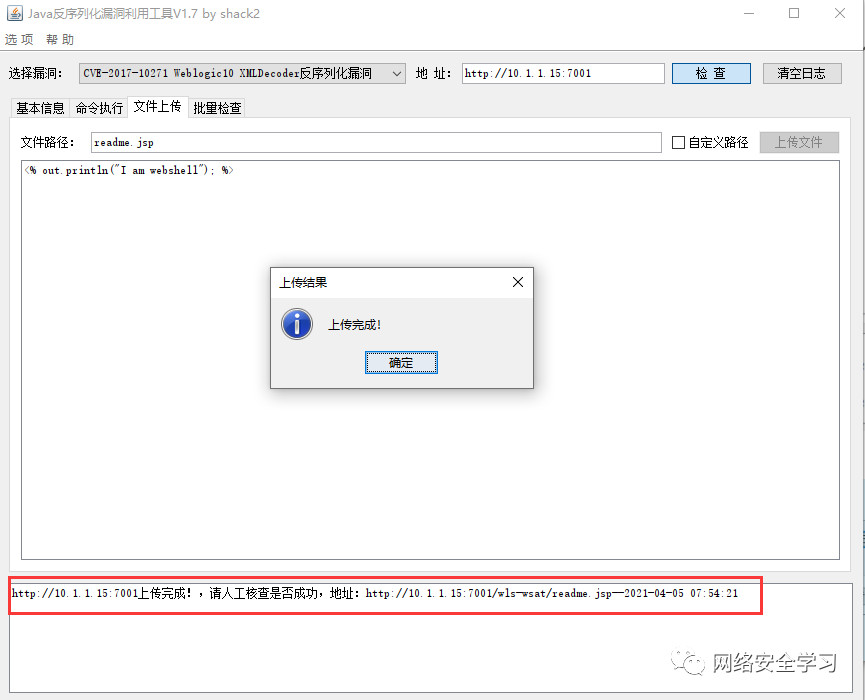 Java反序列化漏洞利用工具V1.7 by shack2
选项 帮助
选择漏洞: CVE-2017-10271 Weblogic10 XMLDecoder反序列化漏洞 地 址: http://10.1.1.15:7001 检 查 清空日志
基本信息 命令执行 文件上传 批量检查
文件路径: readme.jsp 自定义路径 上传文件
<% out.println("I am webshell"); %>
上传结果
上传完成!
确定
http://10.1.1.15:7001上传完成! ,请人工核查是否成功,地址: http://10.1.1.15:7001/wls-wsat/readme.jsp--2021-04-05 07:54:21
网络安全学习